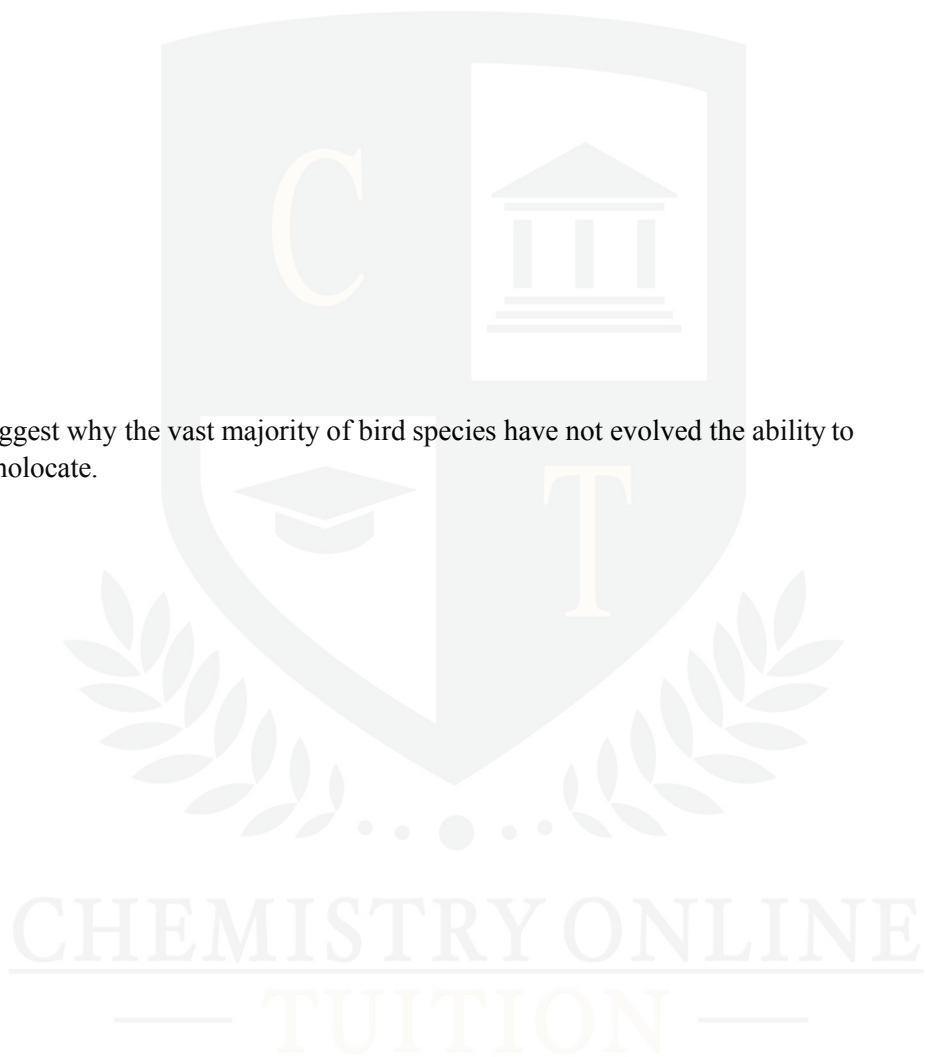 C
ggest why the vast majority of bird species have not evolved the ability to
nolocate.
T
CHEMISTRY ONLINE
— TUITION —